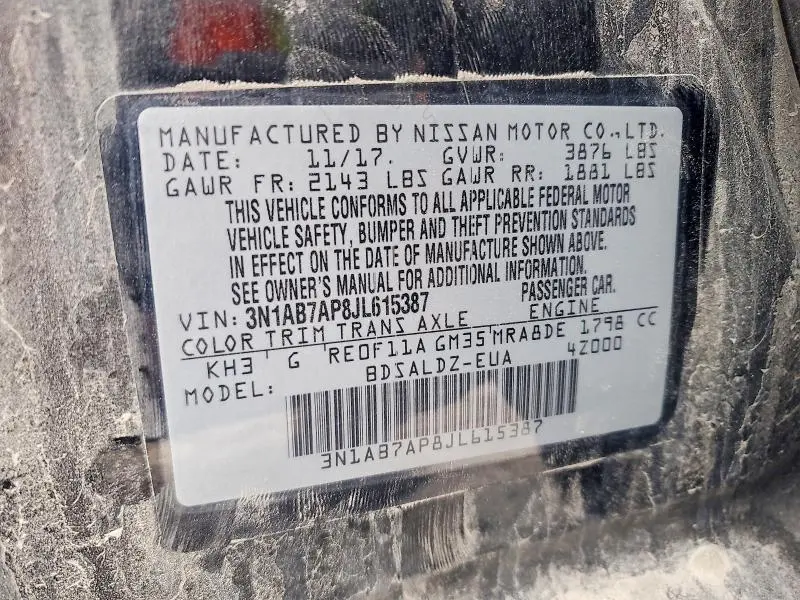 MANUFACTURED BY NISSAN MOTOR CO.,LTD.
DATE: 11/17. GVWR: 3876 LBS
GAWR FR: 2143 LBS GAWR RR: 1881 LBS
THIS VEHICLE CONFORMS TO ALL APPLICABLE FEDERAL MOTOR
VEHICLE SAFETY, BUMPER AND THEFT PREVENTION STANDARDS
IN EFFECT ON THE DATE OF MANUFACTURE SHOWN ABOVE.
SEE OWNER'S MANUAL FOR ADDITIONAL INFORMATION.
VIN: 3N1AB7AP8JL615387 PASSENGER CAR.
COLOR TRIM TRANS AXLE ENGINE
KH3 ' G ' RE0F11A GM35'MRA8DE 1798 CC
MODEL: BDSALDZ-EUA 4Z000
3N1AB7AP8JL615387